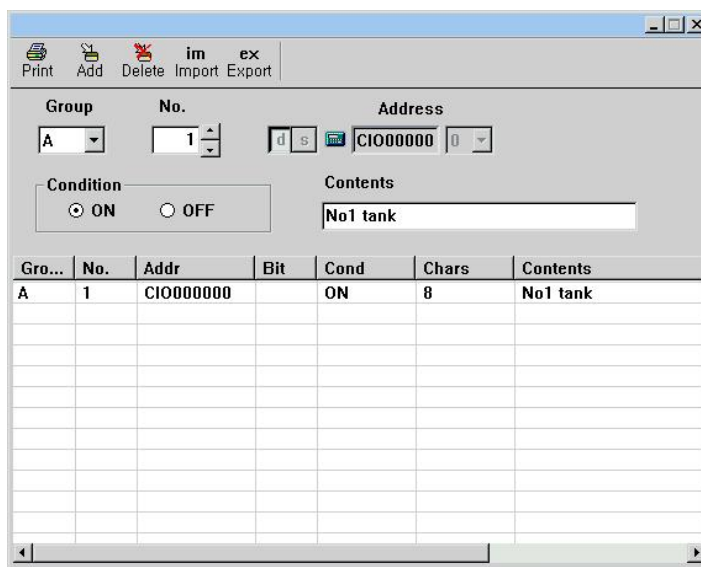 im ex
Print Add Delete Import Export
Group No. Address
A 1 d s CIO00000 0
Condition Contents
ON OFF
No1 tank
Gro... No. Addr Bit Cond Chars Contents
A 1 CIO000000 ON 8 No1 tank